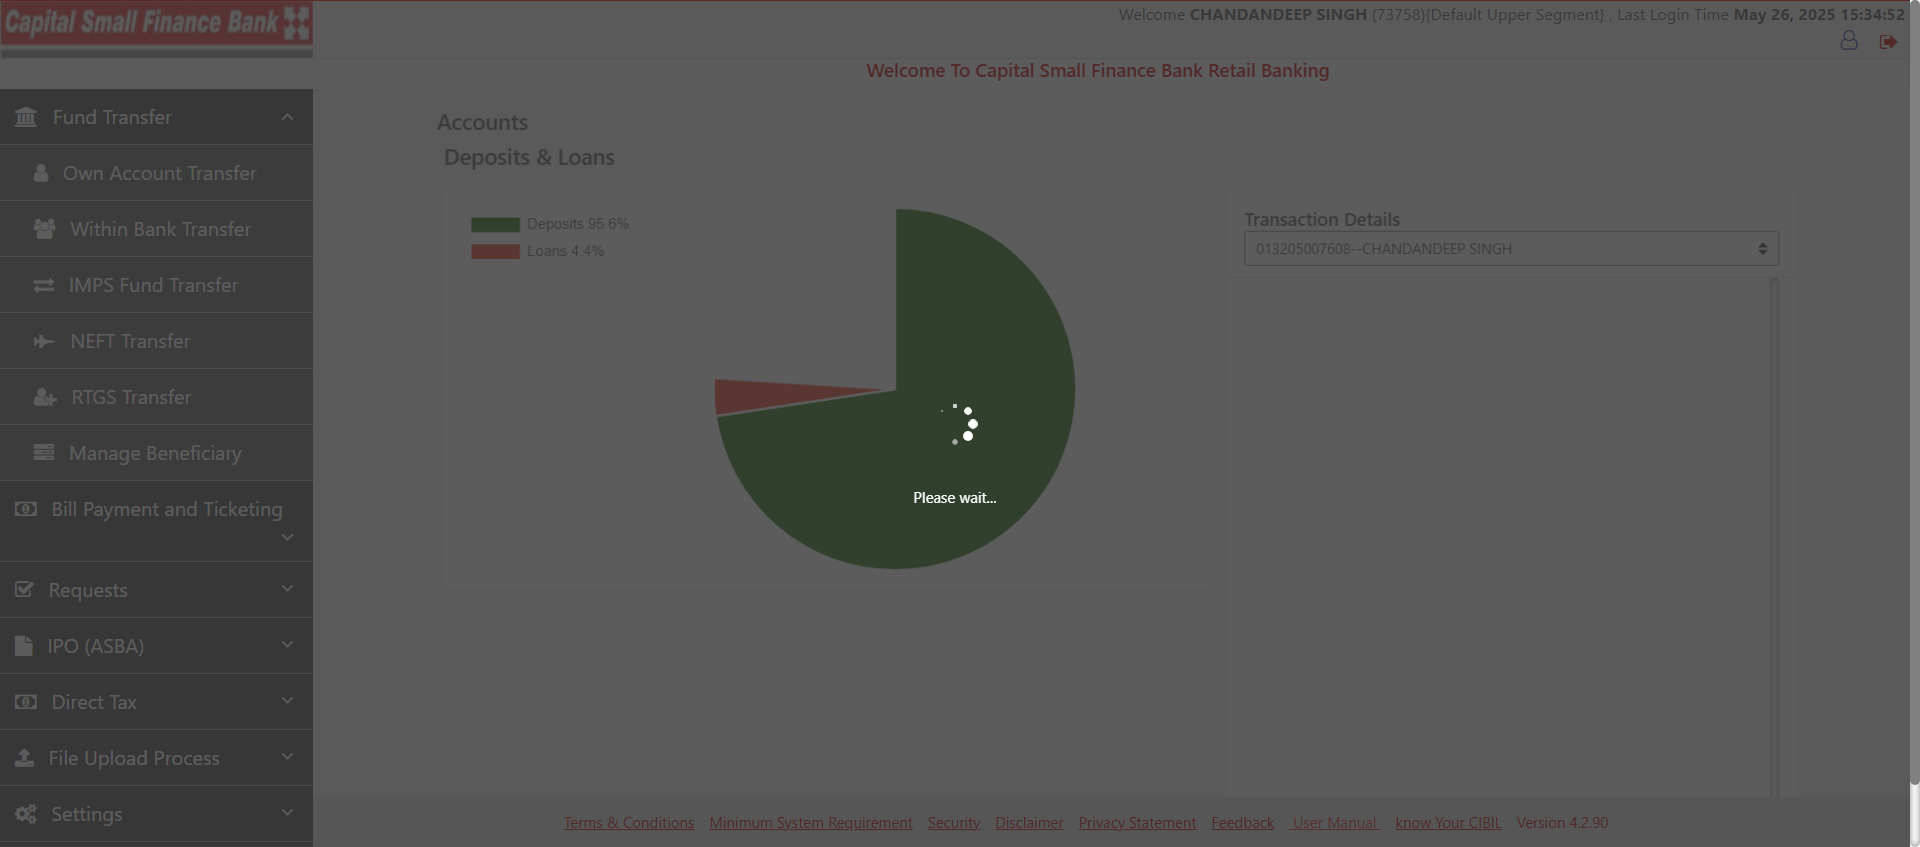 Capital Small Finance Bank
Welcome CHANDANDEEP SINGH (73758){Default Upper Segment} , Last Login Time May 26, 2025 15:34:52
Welcome To Capital Small Finance Bank Retail Banking
Fund Transfer
Own Account Transfer
Within Bank Transfer
IMPS Fund Transfer
NEFT Transfer
RTGS Transfer
Manage Beneficiary
Bill Payment and Ticketing
Requests
IPO (ASBA)
Direct Tax
File Upload Process
Settings
Accounts
Deposits & Loans
Deposits 95.6%
Loans 4.4%
Please wait...
Transaction Details
013205007608--CHANDANDEEP SINGH
Terms & Conditions Minimum System Requirement Security Disclaimer Privacy Statement Feedback User Manual know Your CIBIL Version 4.2.90